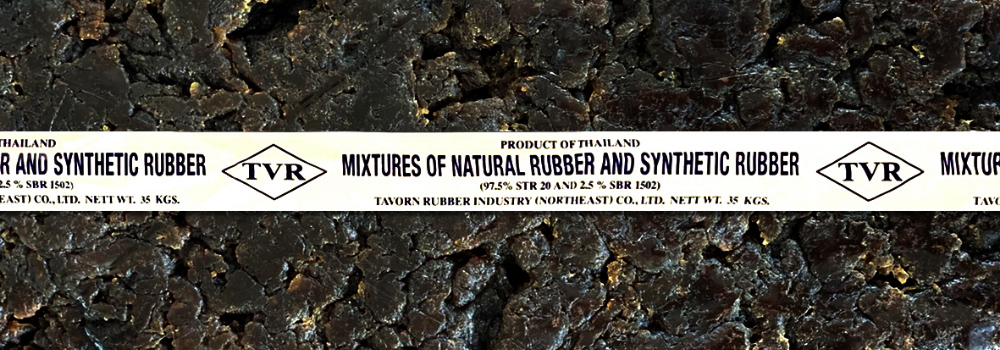 THAILAND
R AND SYNTHETIC RUBBER
2.5 % SBR 1502)
EAST) CO., LTD. NETT WT. 35 KGS.
TVR
PRODUCT OF THAILAND
MIXTURES OF NATURAL RUBBER AND SYNTHETIC RUBBER
(97.5% STR 20 AND 2.5 % SBR 1502)
TAVORN RUBBER INDUSTRY (NORTHEAST) CO., LTD. NETT WT. 35 KGS.
TVR
MIXTUR
TAVO